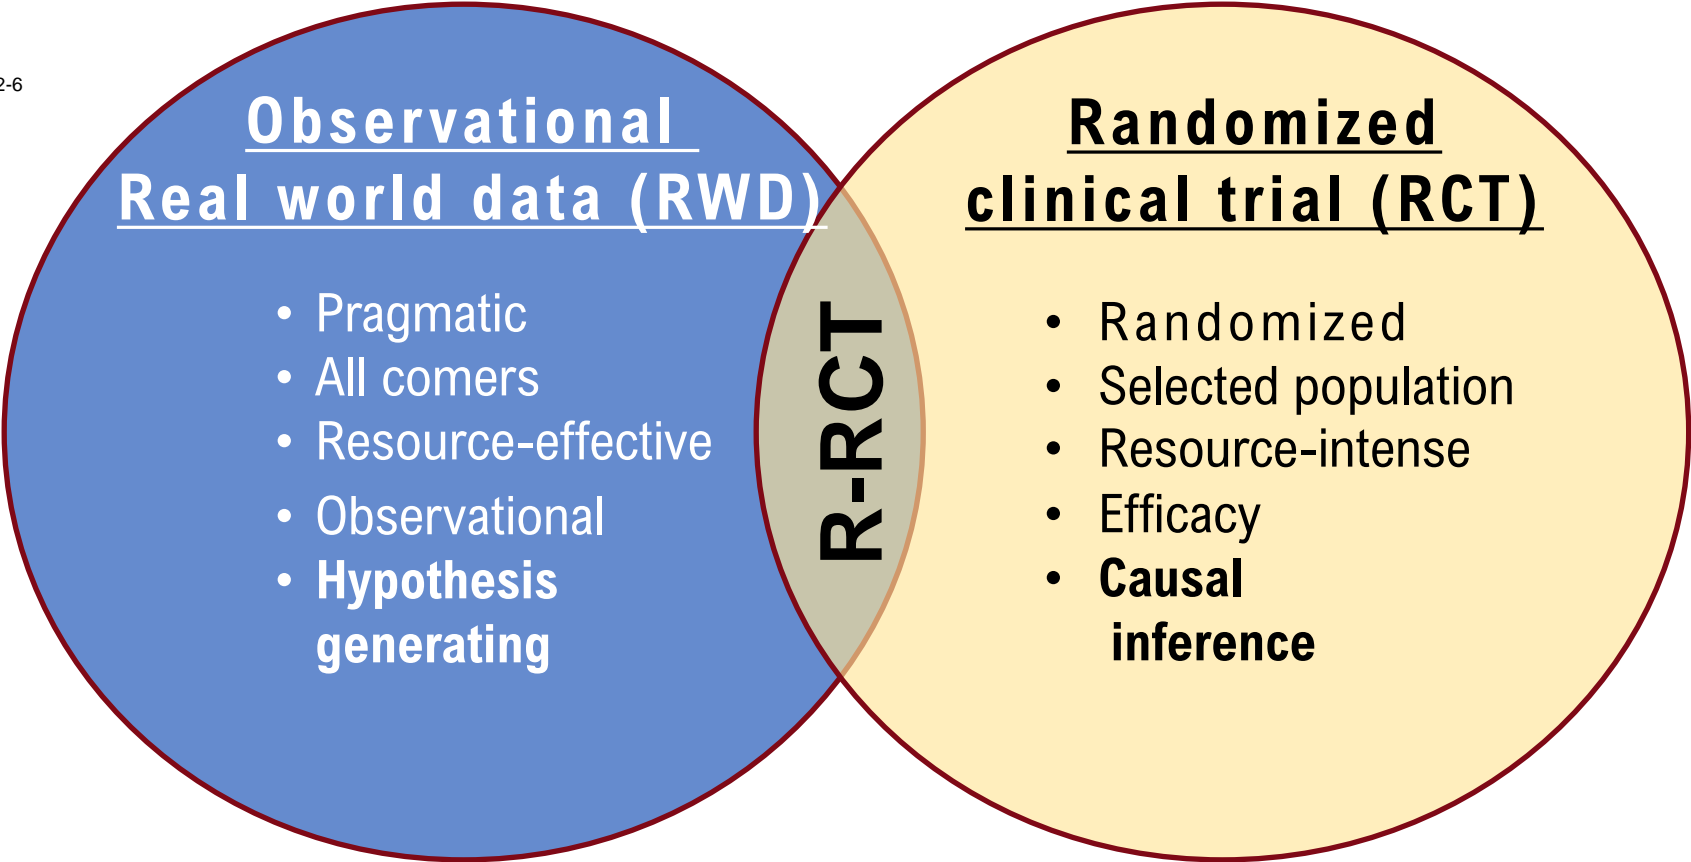 2-6
Observational
Real world data (RWD)
• Pragmatic
• All comers
• Resource-effective
• Observational
• Hypothesis
generating
R-RCT
Randomized
clinical trial (RCT)
• Randomized
• Selected population
• Resource-intense
• Efficacy
• Causal
inference